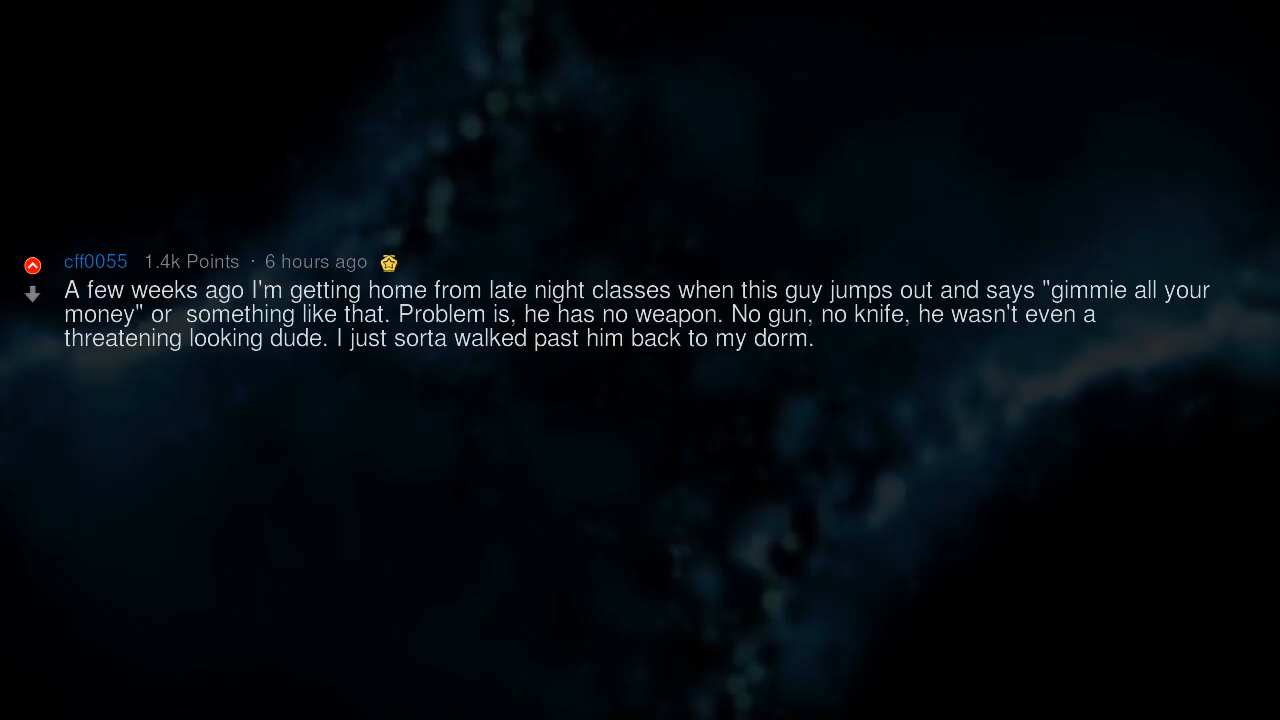 cff0055 1.4k Points · 6 hours ago
A few weeks ago I'm getting home from late night classes when this guy jumps out and says "gimmie all your
money" or  something like that. Problem is, he has no weapon. No gun, no knife, he wasn't even a
threatening looking dude. I just sorta walked past him back to my dorm.